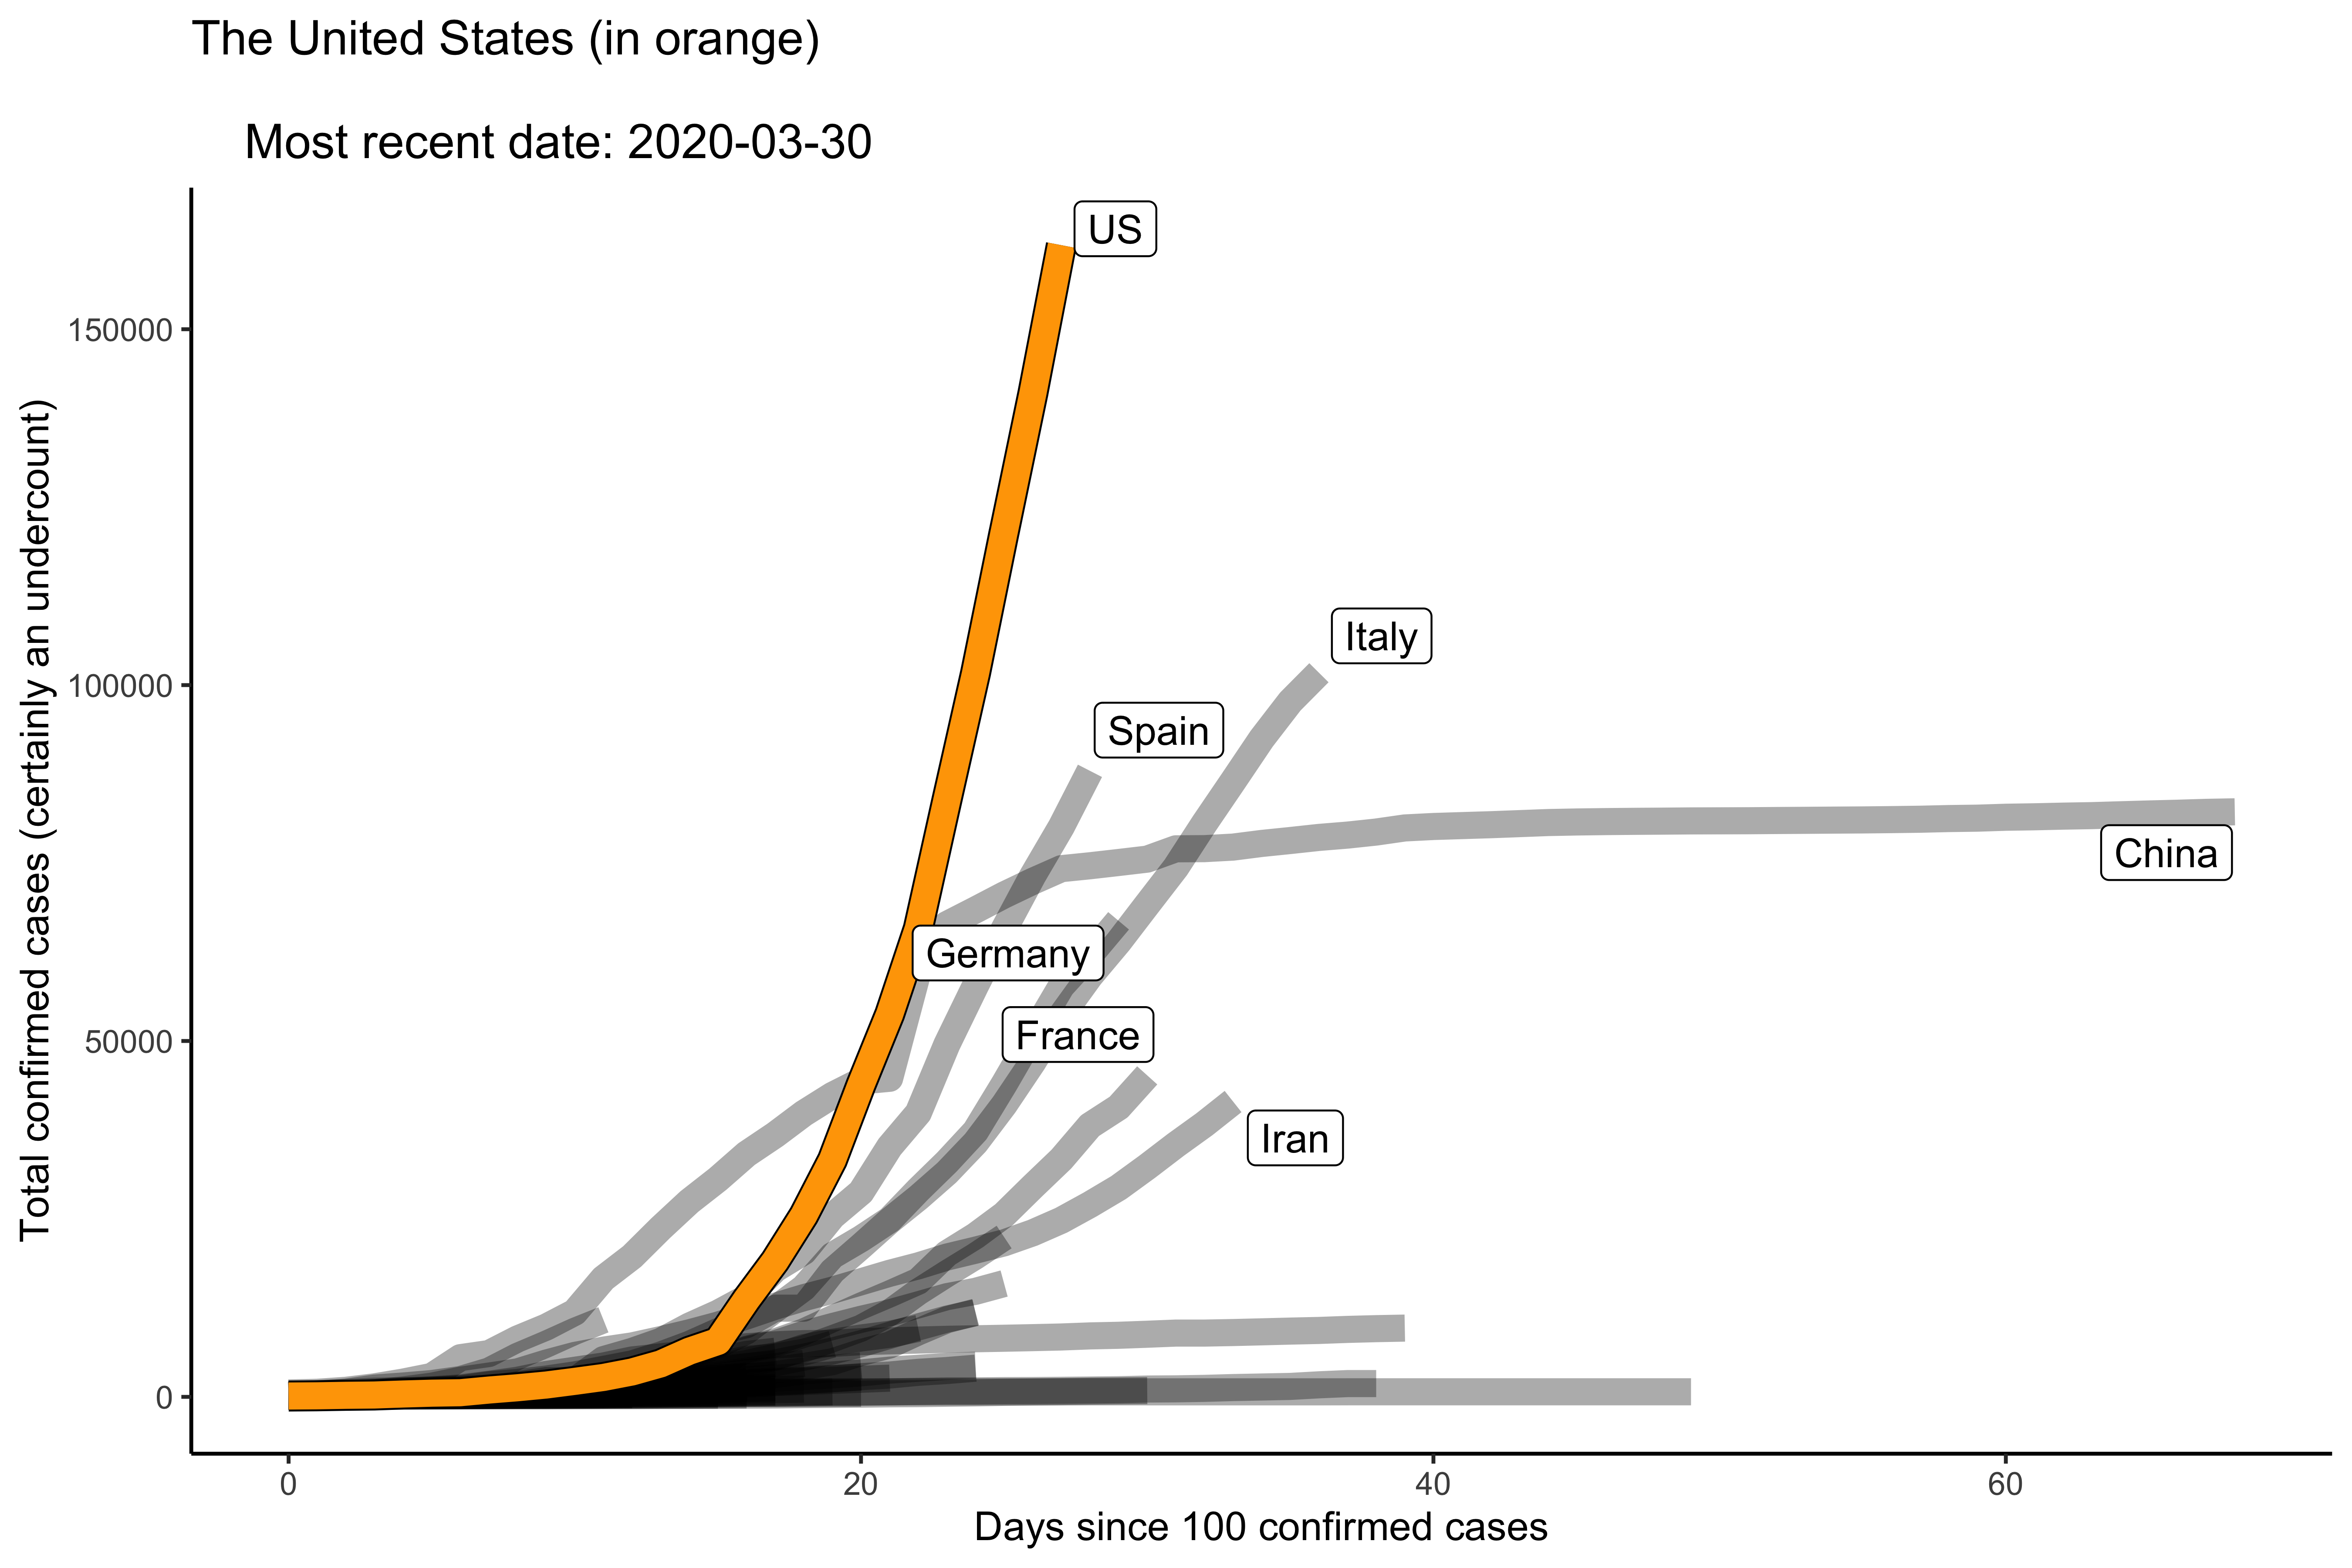 The United States (in orange)
Most recent date: 2020-03-30
Total confirmed cases (certainly an undercount)
150000
100000
50000
0
US
Italy
Spain
China
Germany
France
Iran
0
20
40
60
Days since 100 confirmed cases